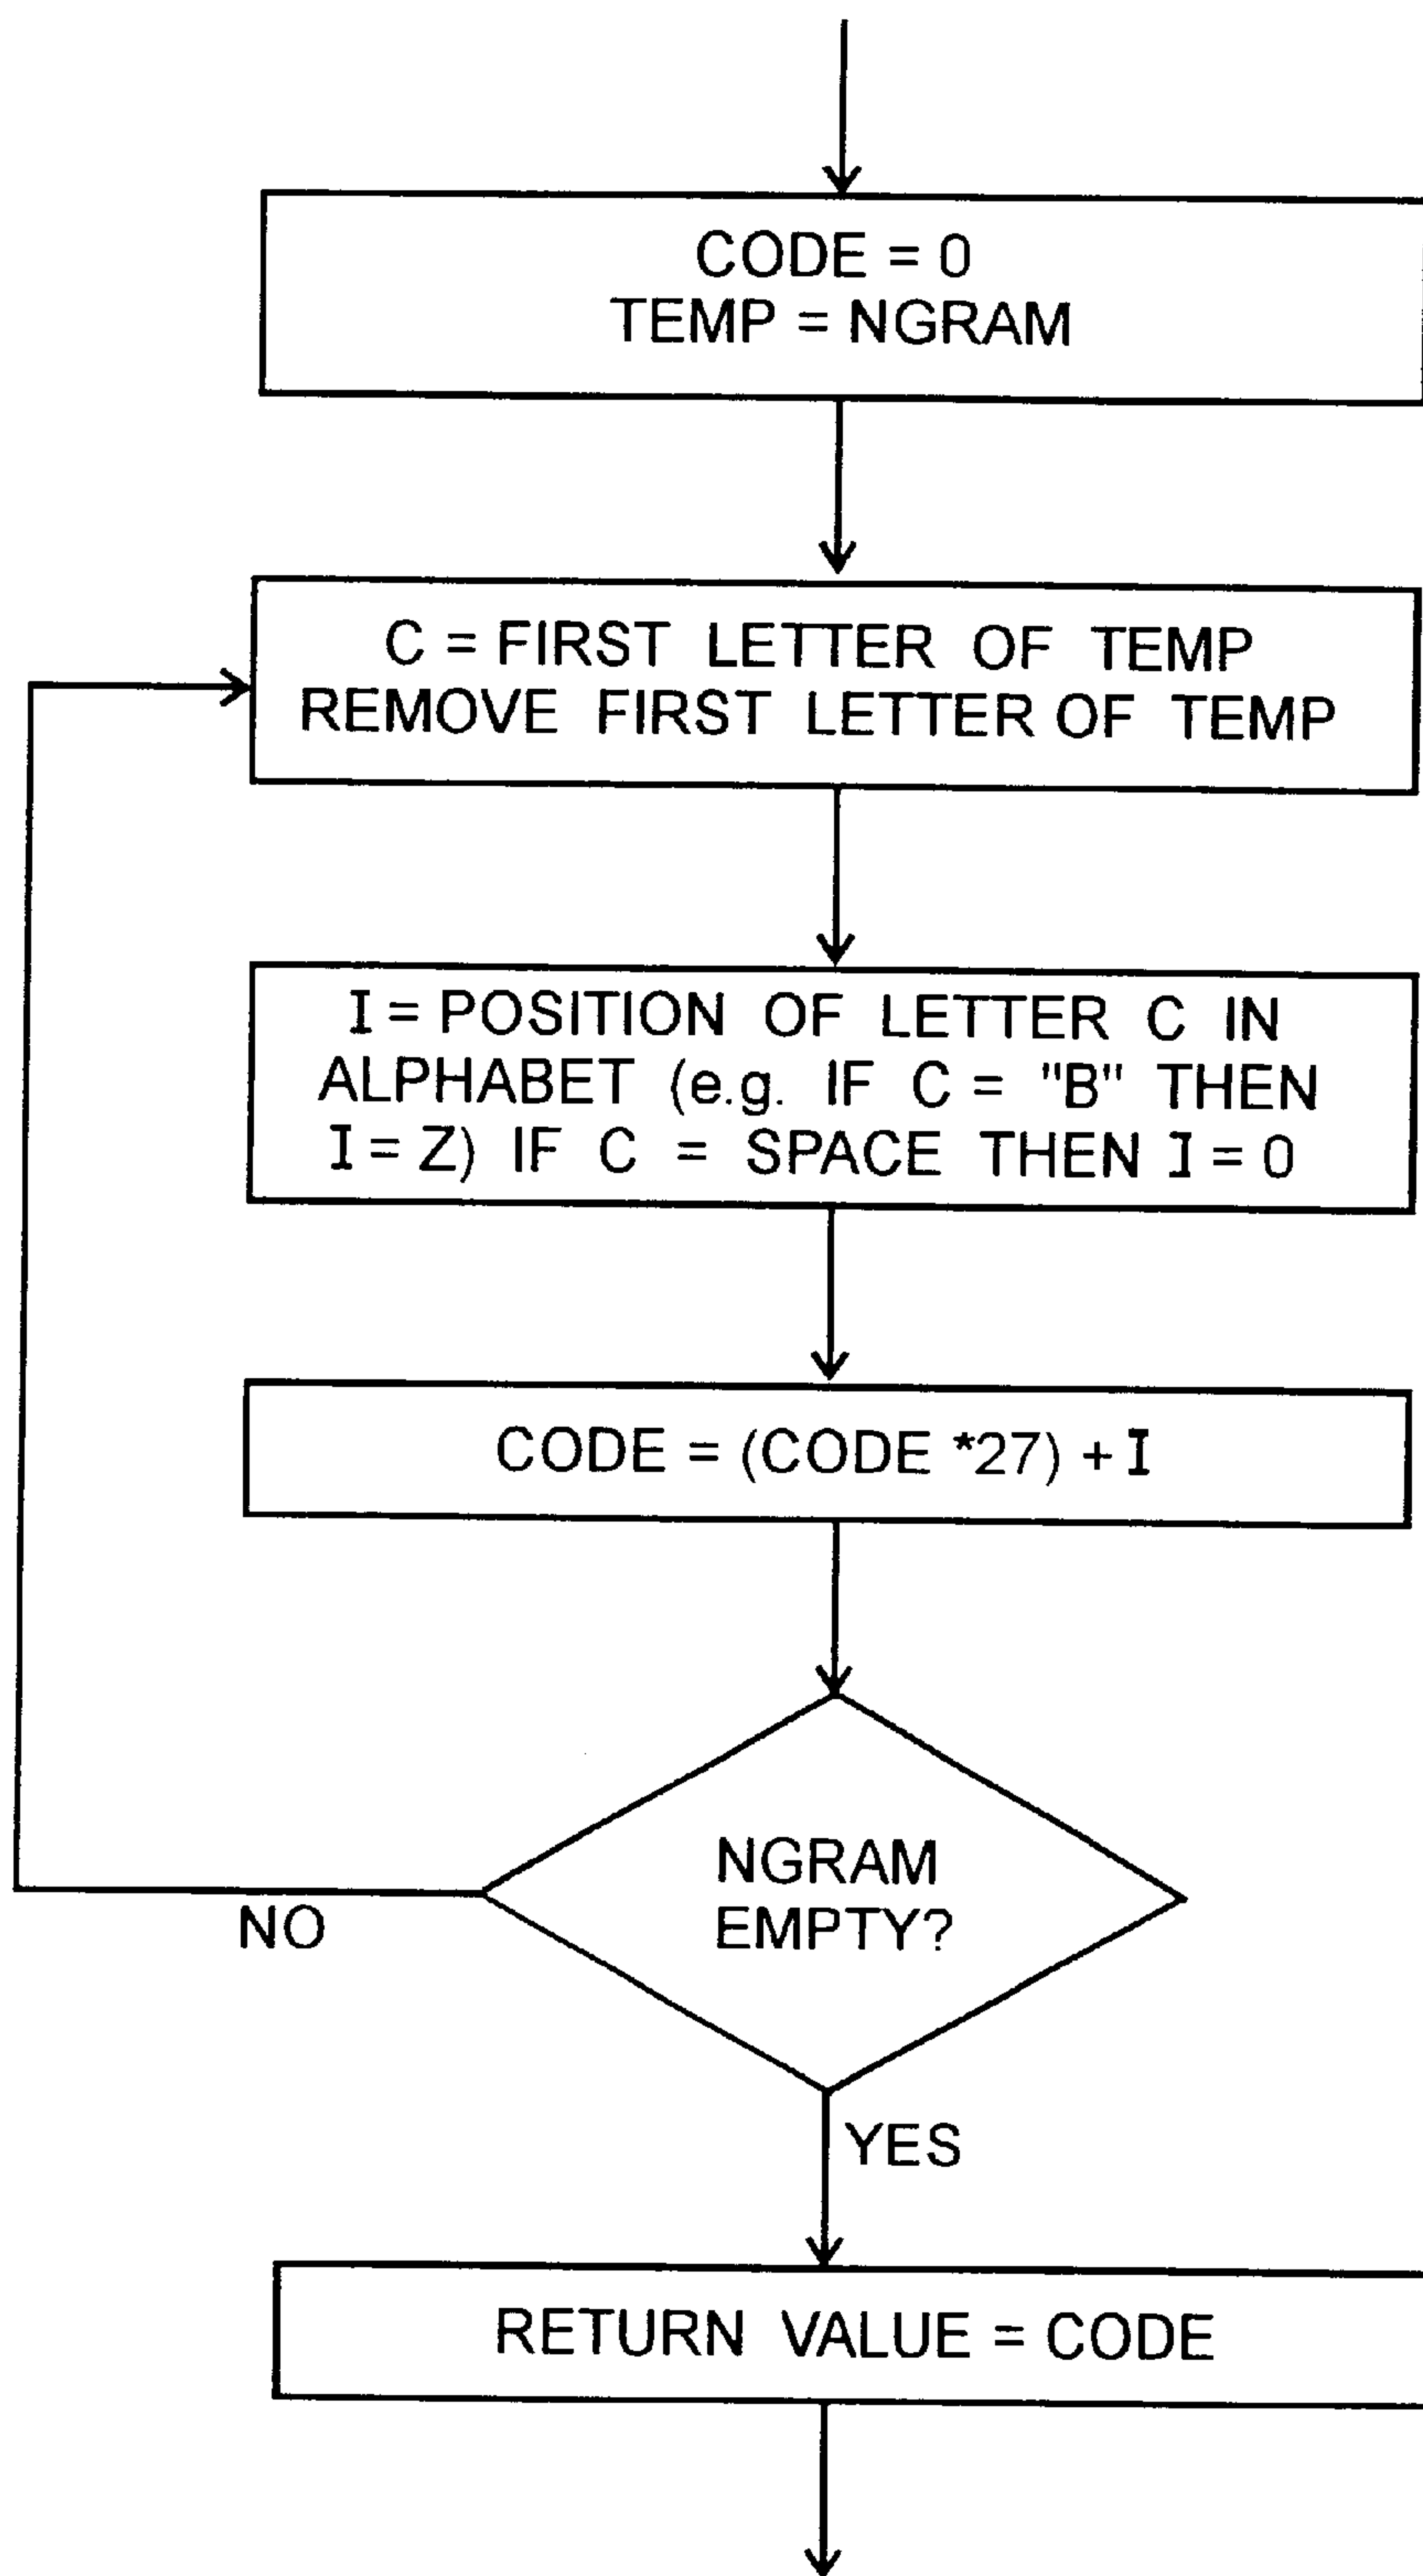 CODE = 0
TEMP = NGRAM
C = FIRST LETTER OF TEMP
REMOVE FIRST LETTER OF TEMP
I = POSITION OF LETTER C IN
ALPHABET (e.g. IF C = "B" THEN
I = Z) IF C = SPACE THEN I = 0
CODE = (CODE *27) + I
NGRAM
EMPTY?
NO
YES
RETURN VALUE = CODE